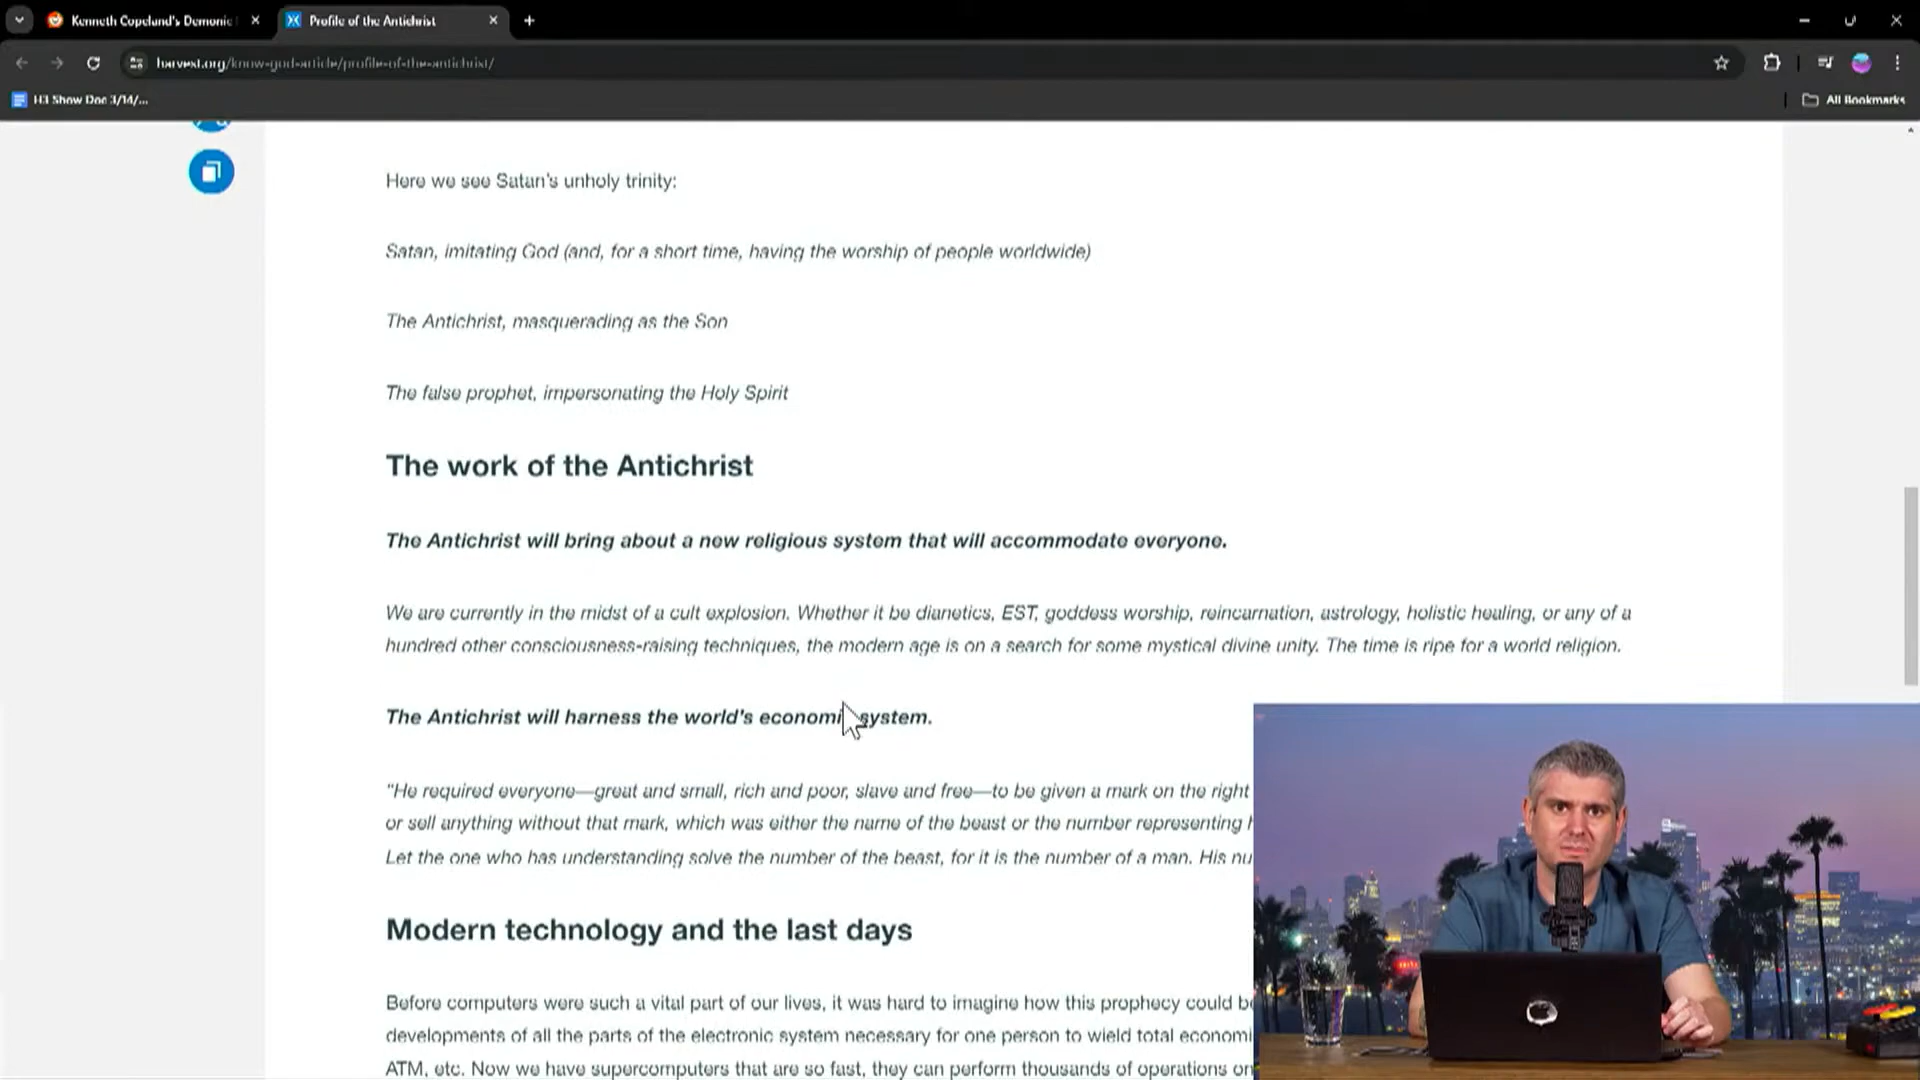 Kenneth Copeland's Demonic
Profile of the Antichrist
harvest.org/know-god-article/profile-of-the-antichrist/
H3 Show Doc 3/14/...
All Bookmarks
Here we see Satan's unholy trinity:
Satan, imitating God (and, for a short time, having the worship of people worldwide)
The Antichrist, masquerading as the Son
The false prophet, impersonating the Holy Spirit
The work of the Antichrist
The Antichrist will bring about a new religious system that will accommodate everyone.
We are currently in the midst of a cult explosion. Whether it be dianetics, EST, goddess worship, reincarnation, astrology, holistic healing, or any of a
hundred other consciousness-raising techniques, the modern age is on a search for some mystical divine unity. The time is ripe for a world religion.
The Antichrist will harness the world's economi system.
"He required everyone—great and small, rich and poor, slave and free—to be given a mark on the right
or sell anything without that mark, which was either the name of the beast or the number representing h
Let the one who has understanding solve the number of the beast, for it is the number of a man. His nu
Modern technology and the last days
Before computers were such a vital part of our lives, it was hard to imagine how this prophecy could be
developments of all the parts of the electronic system necessary for one person to wield total economi
ATM, etc. Now we have supercomputers that are so fast, they can perform thousands of operations on